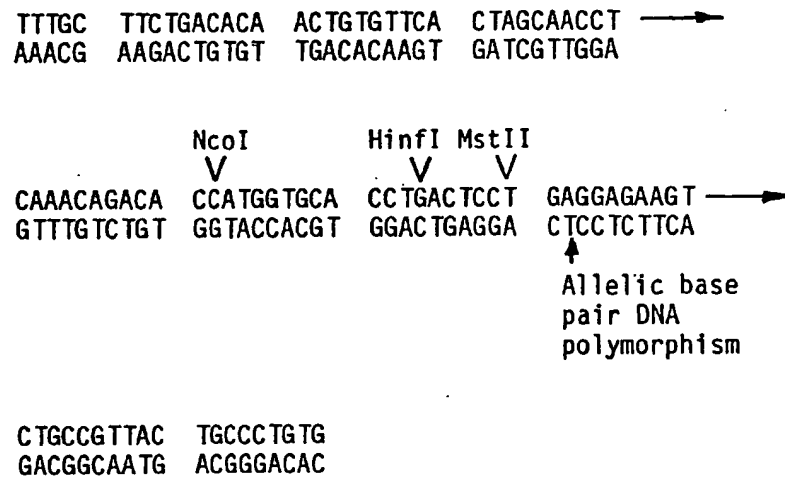 TTTGC TTCTGACACA ACTGTGTTCA CTAGCAACCT
AAACG AAGACTGTGT TGACACAAGT GATCGTTGGA
NcoI HinfI MstII
CAAACAGACA CCATGGTGCA CCTGACTCCT GAGGAGAAGT
GTTTGTCTGT GGTACCACGT GGACTGAGGA CTCCTCTTCA
Allelic base
pair DNA
polymorphism
CTGCCGTTAC TGCCCTGTG
GACGGCAATG ACGGGACAC